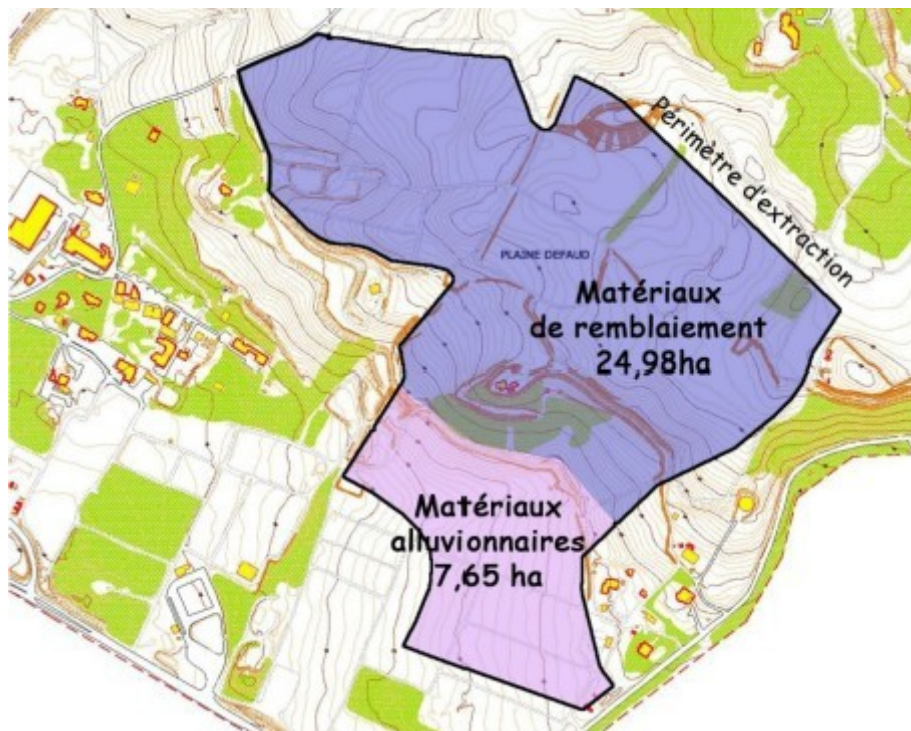 Périmètre d'extraction
PLAINE DEFAUD
Matériaux
de remblaiement
24,98ha
Matériaux
alluvionnaires
7,65 ha